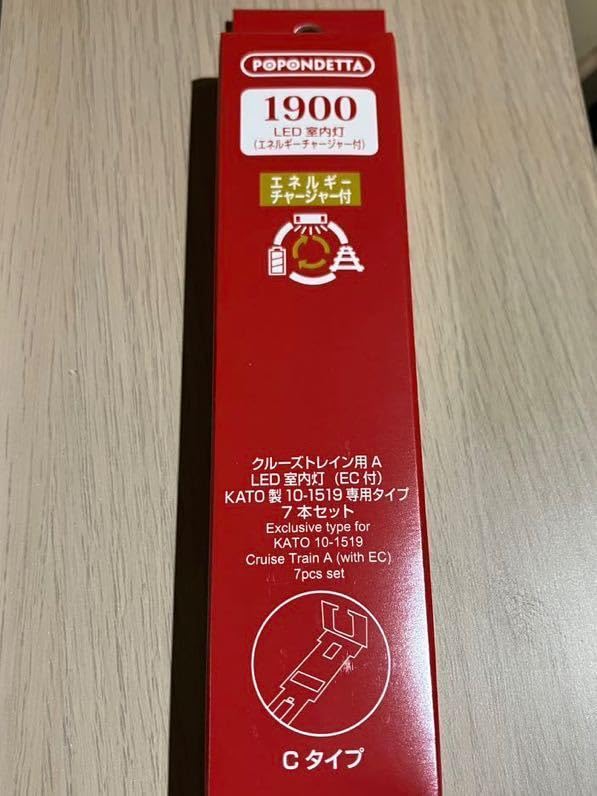 POPONDETTA
1900
LED 室内灯
(エネルギーチャージャー付)
エネルギー
チャージャー付
クルーズトレイン用 A
LED 室内灯 (EC 付)
KATO 製 10-1519 専用タイプ
7 本セット
Exclusive type for
KATO 10-1519
Cruise Train A (with EC)
7pcs set
C タイプ